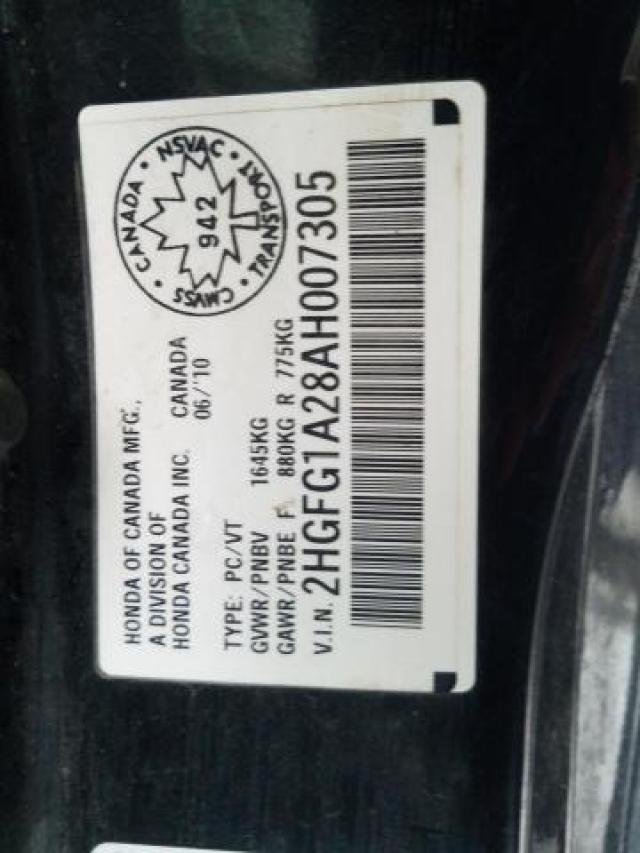 HONDA OF CANADA MFG.,
A DIVISION OF
HONDA CANADA INC. CANADA
06/'10
TYPE: PC/VT
GVWR/PNBV 1645KG
GAWR/PNBE F 880KG R 775KG
V.I.N. 2HGFG1A28AH007305
CANADA • NSVAC • TRANSPORT • CMVSS •
942